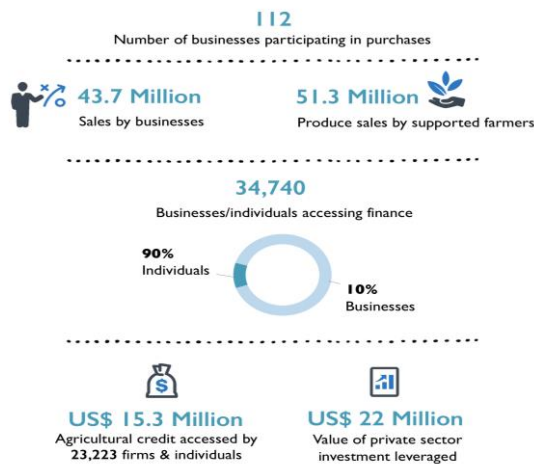 112
Number of businesses participating in purchases
43.7 Million
Sales by businesses
51.3 Million
Produce sales by supported farmers
34,740
Businesses/individuals accessing finance
90%
Individuals
10%
Businesses
$
US$ 15.3 Million
Agricultural credit accessed by
23,223 firms & individuals
US$ 22 Million
Value of private sector
investment leveraged